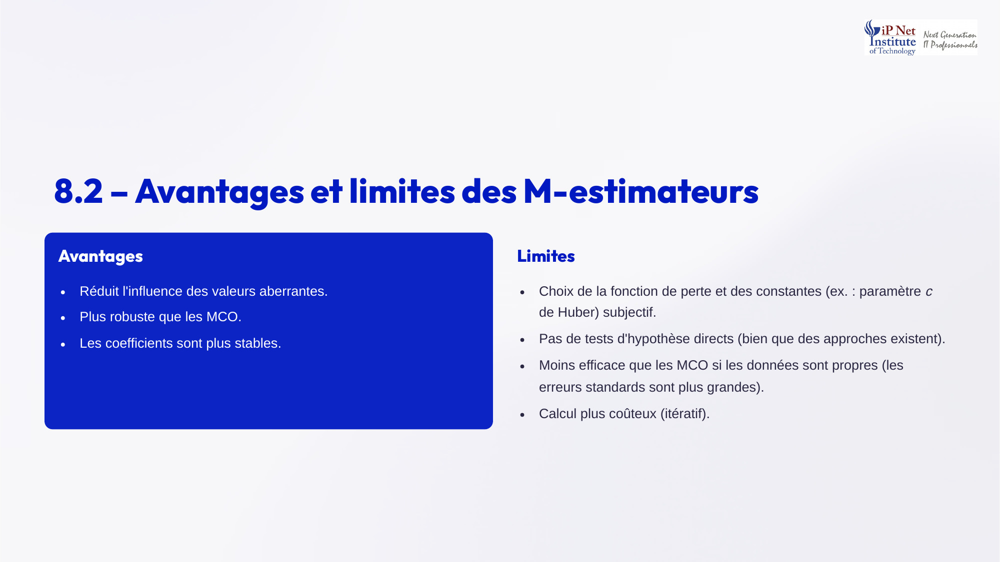 iP Net
Institute
of Technology
Next Generation
IT Professionnels
8.2 – Avantages et limites des M-estimateurs
Avantages
• Réduit l'influence des valeurs aberrantes.
• Plus robuste que les MCO.
• Les coefficients sont plus stables.
Limites
• Choix de la fonction de perte et des constantes (ex. : paramètre c
de Huber) subjectif.
• Pas de tests d'hypothèse directs (bien que des approches existent).
• Moins efficace que les MCO si les données sont propres (les
erreurs standards sont plus grandes).
• Calcul plus coûteux (itératif).